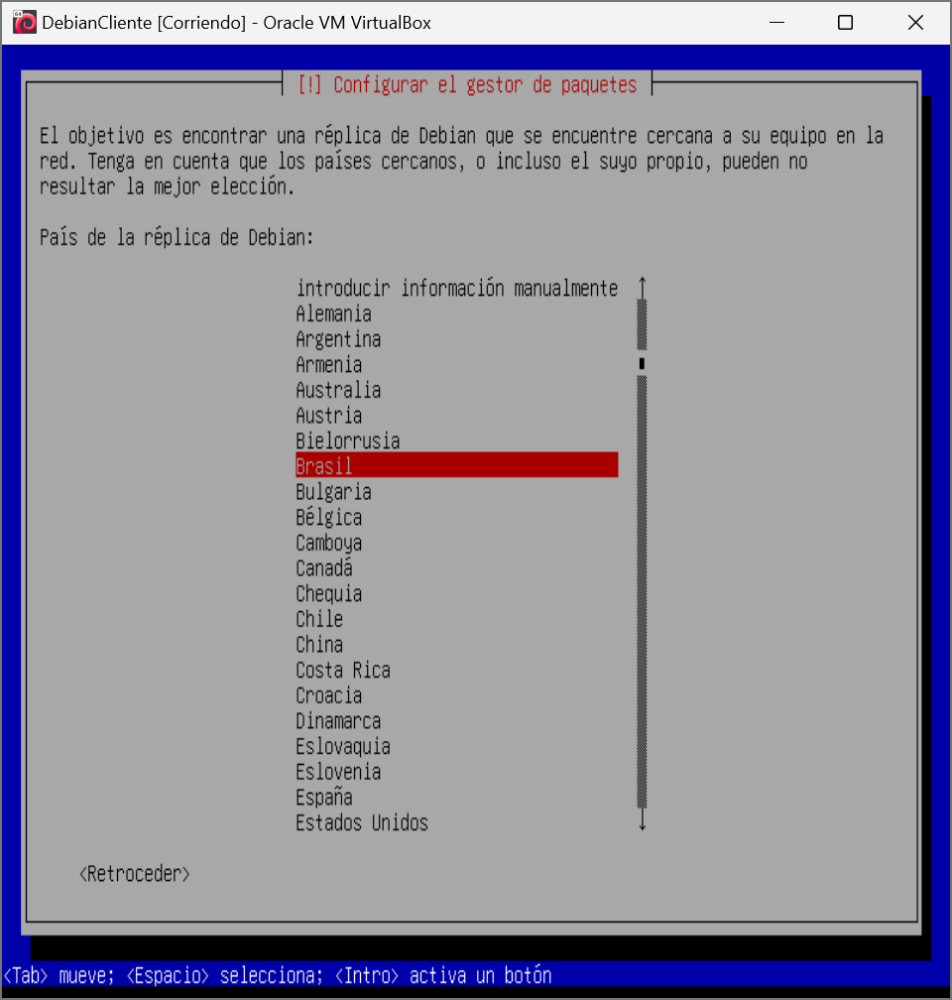 64
DebianCliente [Corriendo] - Oracle VM VirtualBox
[!] Configurar el gestor de paquetes
El objetivo es encontrar una réplica de Debian que se encuentre cercana a su equipo en la
red. Tenga en cuenta que los países cercanos, o incluso el suyo propio, pueden no
resultar la mejor elección.
País de la réplica de Debian:
introducir información manualmente
Alemania
Argentina
Armenia
Australia
Austria
Bielorrusia
Brasil
Bulgaria
Bélgica
Camboya
Canadá
Chequia
Chile
China
Costa Rica
Croacia
Dinamarca
Eslovaquia
Eslovenia
España
Estados Unidos
<Retroceder>
<Tab> mueve; <Espacio> selecciona; <Intro> activa un botón